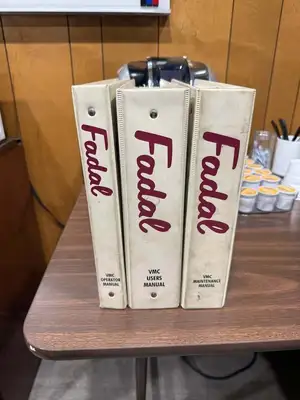 Fadal
VMC
OPERATOR
MANUAL
Fadal
VMC
USERS
MANUAL
Fadal
VMC
MAINTENANCE
MANUAL